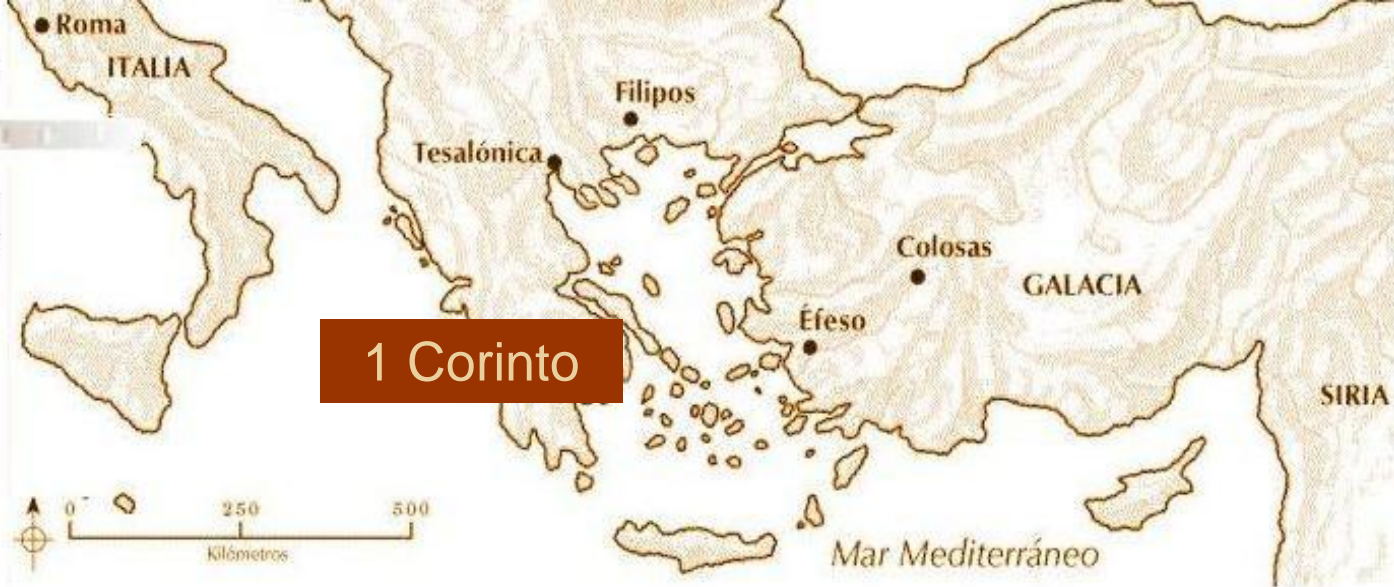 Roma
ITALIA
Filipos
Tesalónica
Colosas
GALACIA
Éfeso
1 Corinto
SIRIA
0 250 500
Kilómetros
Mar Mediterráneo